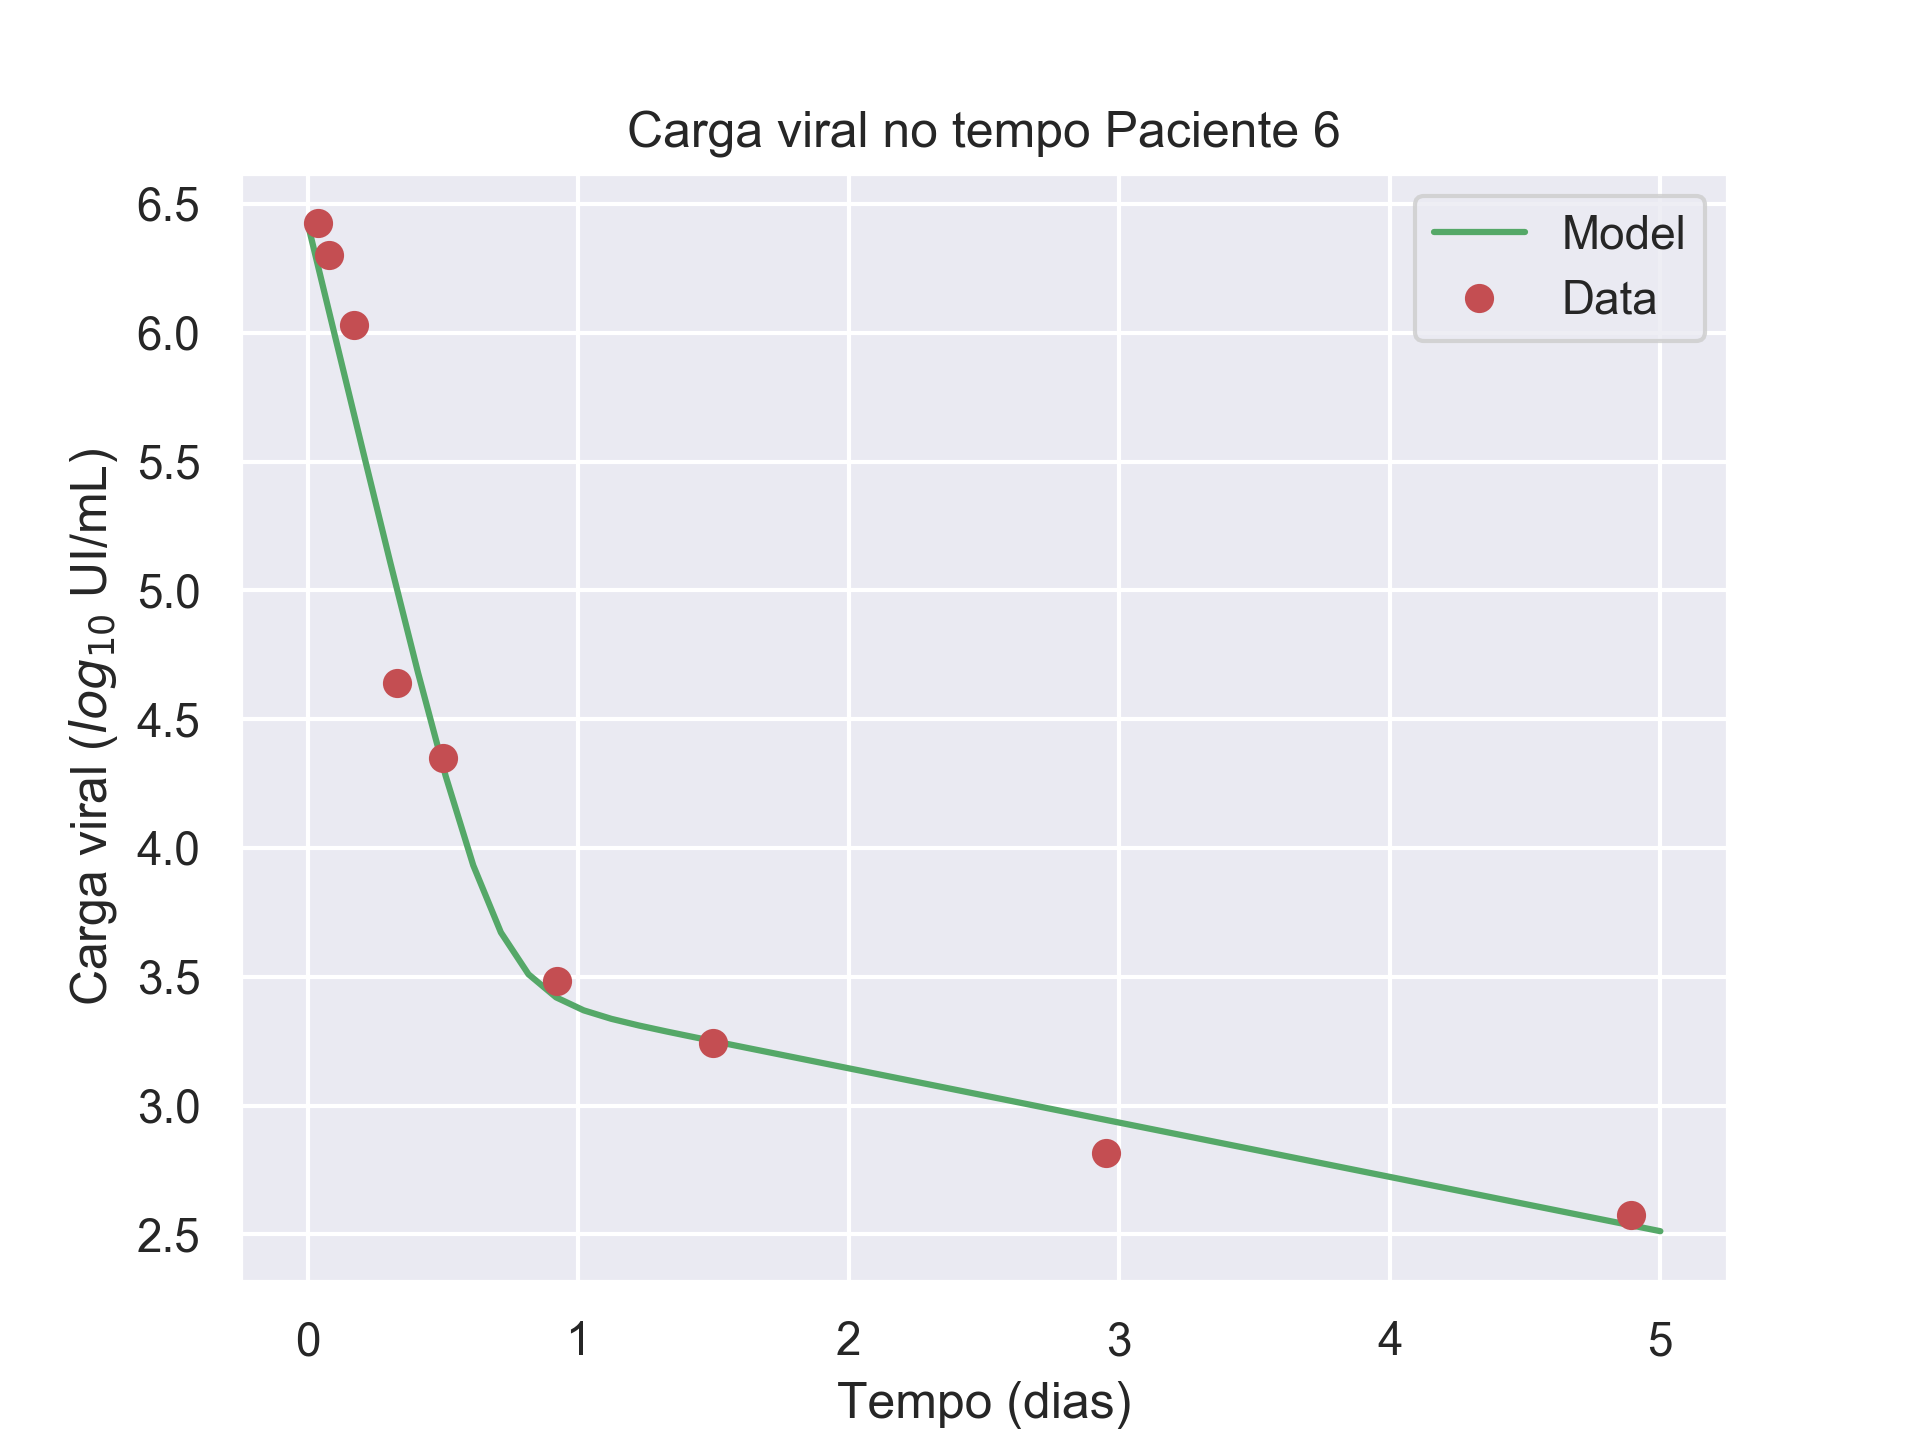 Carga viral no tempo Paciente 6
Model
Data
Carga viral (log₁₀ UI/mL)
6.5
6.0
5.5
5.0
4.5
4.0
3.5
3.0
2.5
0 1 2 3 4 5
Tempo (dias)